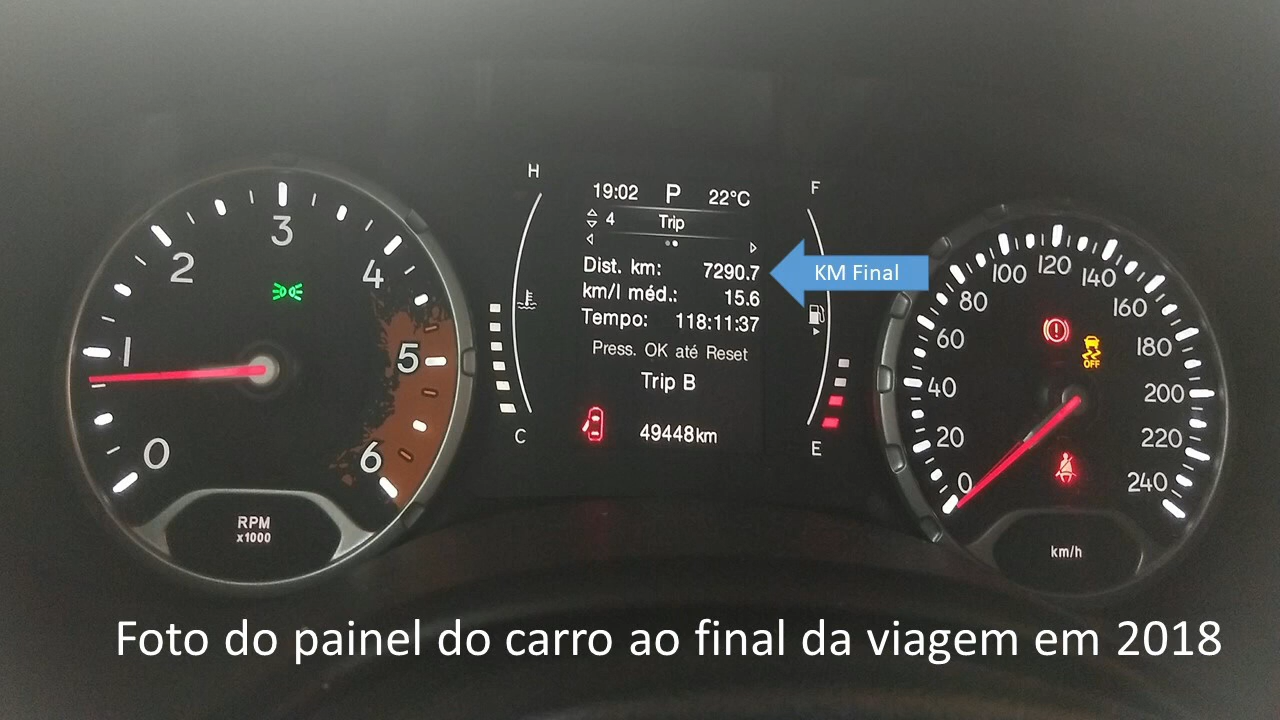 H
19:02 P 22°C
F
4 Trip
Dist. km: 7290.7
KM Final
km/l méd.: 15.6
Tempo: 118:11:37
Press. OK até Reset
Trip B
49448km
C
E
0
1
2
3
4
5
6
RPM
x1000
0
20
40
60
80
100
120
140
160
180
200
220
240
OFF
km/h
Foto do painel do carro ao final da viagem em 2018